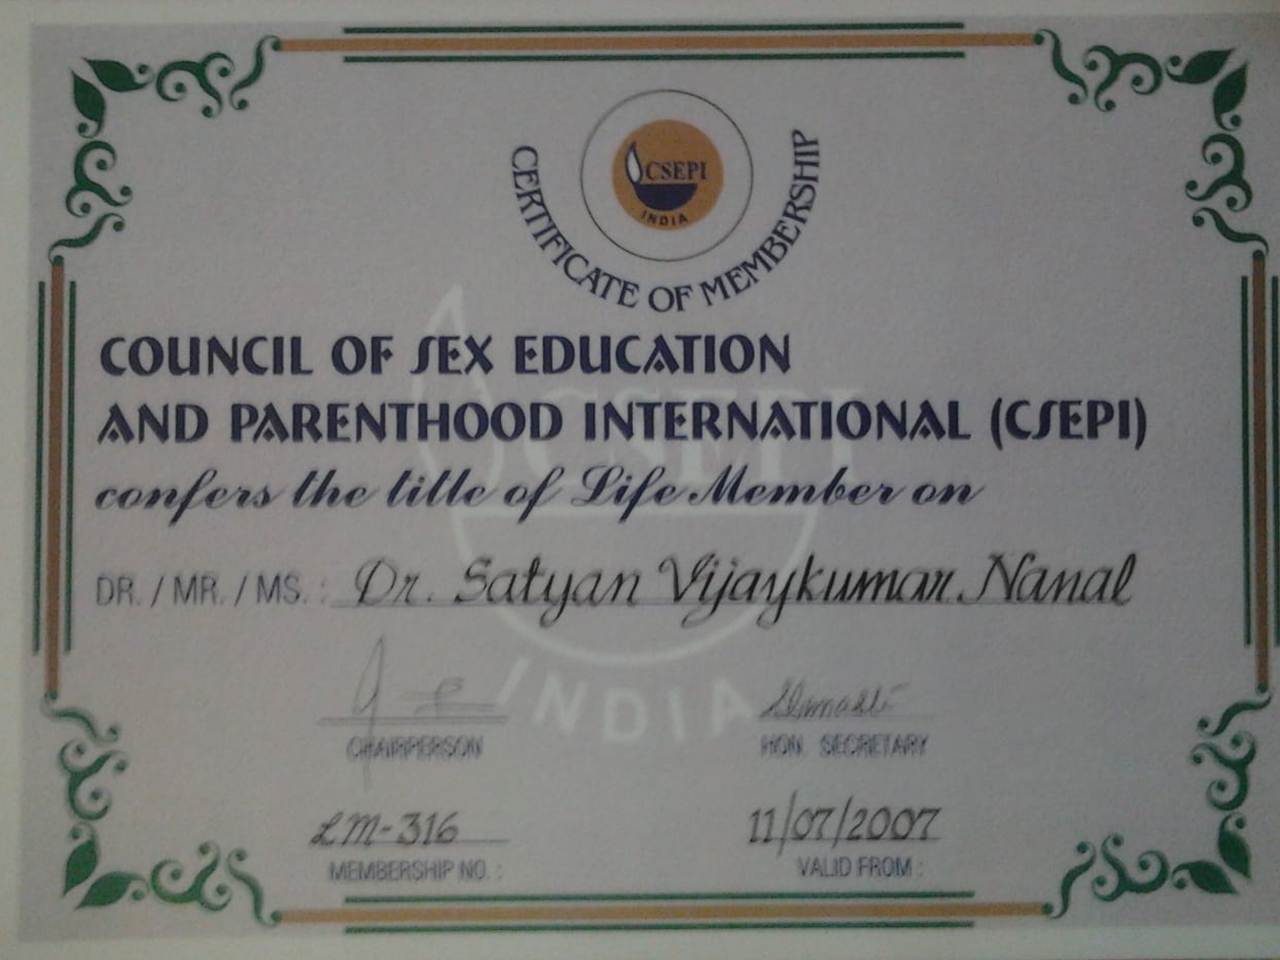 CSEPI
INDIA
CERTIFICATE OF MEMBERSHIP
COUNCIL OF SEX EDUCATION
AND PARENTHOOD INTERNATIONAL (CSEPI)
confers the title of Life Member on
DR. / MR. / MS. : Dr. Satyan Vijaykumar Nanal
CSEPI
INDIA
CHAIRPERSON HON. SECRETARY
LM-316 11/07/2007
MEMBERSHIP NO. : VALID FROM :